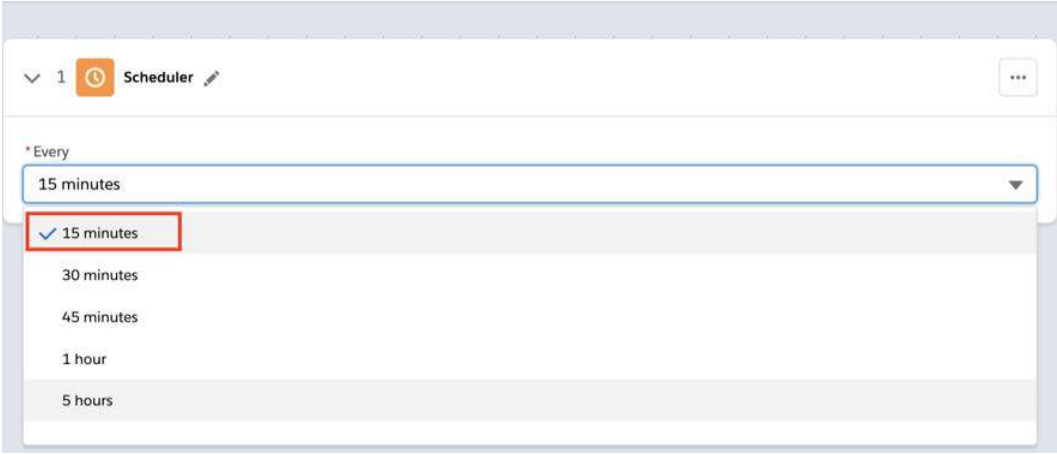 1 Scheduler
* Every
15 minutes
15 minutes
30 minutes
45 minutes
1 hour
5 hours